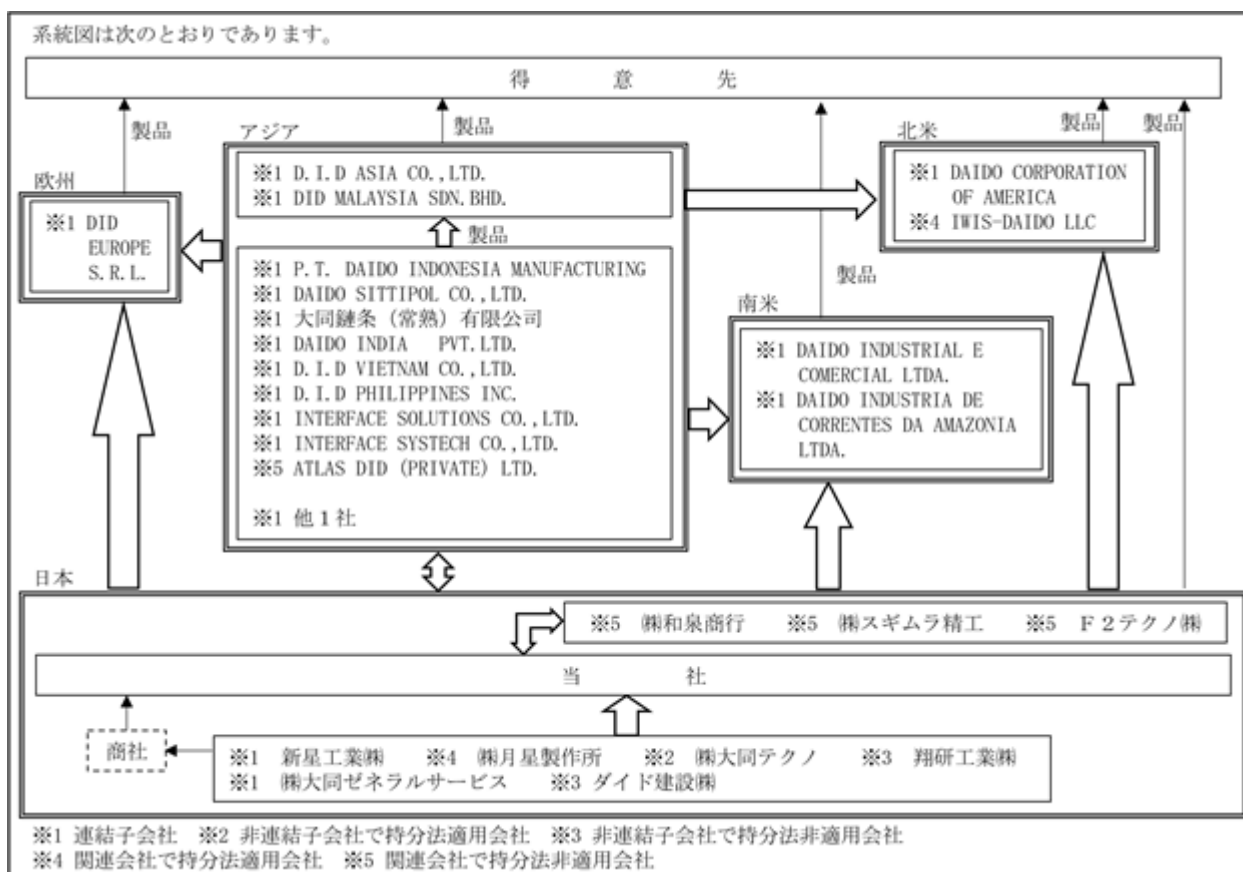 系統図は次のとおりであります。
得意先
製品
アジア
製品
北米
製品
製品
欧州
※1 DID
EUROPE
S.R.L.
※1 D.I.D ASIA CO.,LTD.
※1 DID MALAYSIA SDN.BHD.
製品
※1 P.T. DAIDO INDONESIA MANUFACTURING
※1 DAIDO SITTIPOL CO.,LTD.
※1 大同鏈条（常熟）有限公司
※1 DAIDO INDIA PVT.LTD.
※1 D.I.D VIETNAM CO.,LTD.
※1 D.I.D PHILIPPINES INC.
※1 INTERFACE SOLUTIONS CO.,LTD.
※1 INTERFACE SYSTECH CO.,LTD.
※5 ATLAS DID (PRIVATE) LTD.
※1 他1社
※1 DAIDO CORPORATION
OF AMERICA
※4 IWIS-DAIDO LLC
製品
南米
※1 DAIDO INDUSTRIAL E
COMERCIAL LTDA.
※1 DAIDO INDUSTRIA DE
CORRENTES DA AMAZONIA
LTDA.
日本
※5 ㈱和泉商行 ※5 ㈱スギムラ精工 ※5 Ｆ２テクノ㈱
当社
商社
※1 新星工業㈱ ※4 ㈱月星製作所 ※2 ㈱大同テクノ ※3 翔研工業㈱
※1 ㈱大同ゼネラルサービス ※3 ダイド建設㈱
※1 連結子会社 ※2 非連結子会社で持分法適用会社 ※3 非連結子会社で持分法非適用会社
※4 関連会社で持分法適用会社 ※5 関連会社で持分法非適用会社